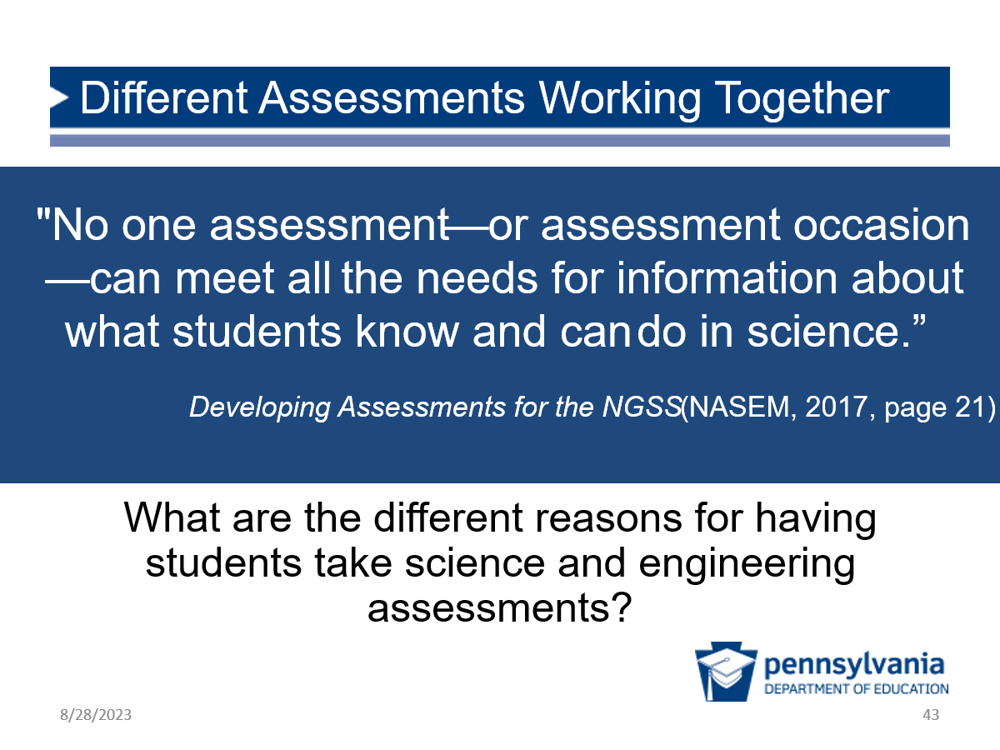 Different Assessments Working Together
"No one assessment—or assessment occasion
—can meet all the needs for information about
what students know and can do in science.”
Developing Assessments for the NGSS (NASEM, 2017, page 21)
What are the different reasons for having
students take science and engineering
assessments?
pennsylvania
DEPARTMENT OF EDUCATION
8/28/2023
43